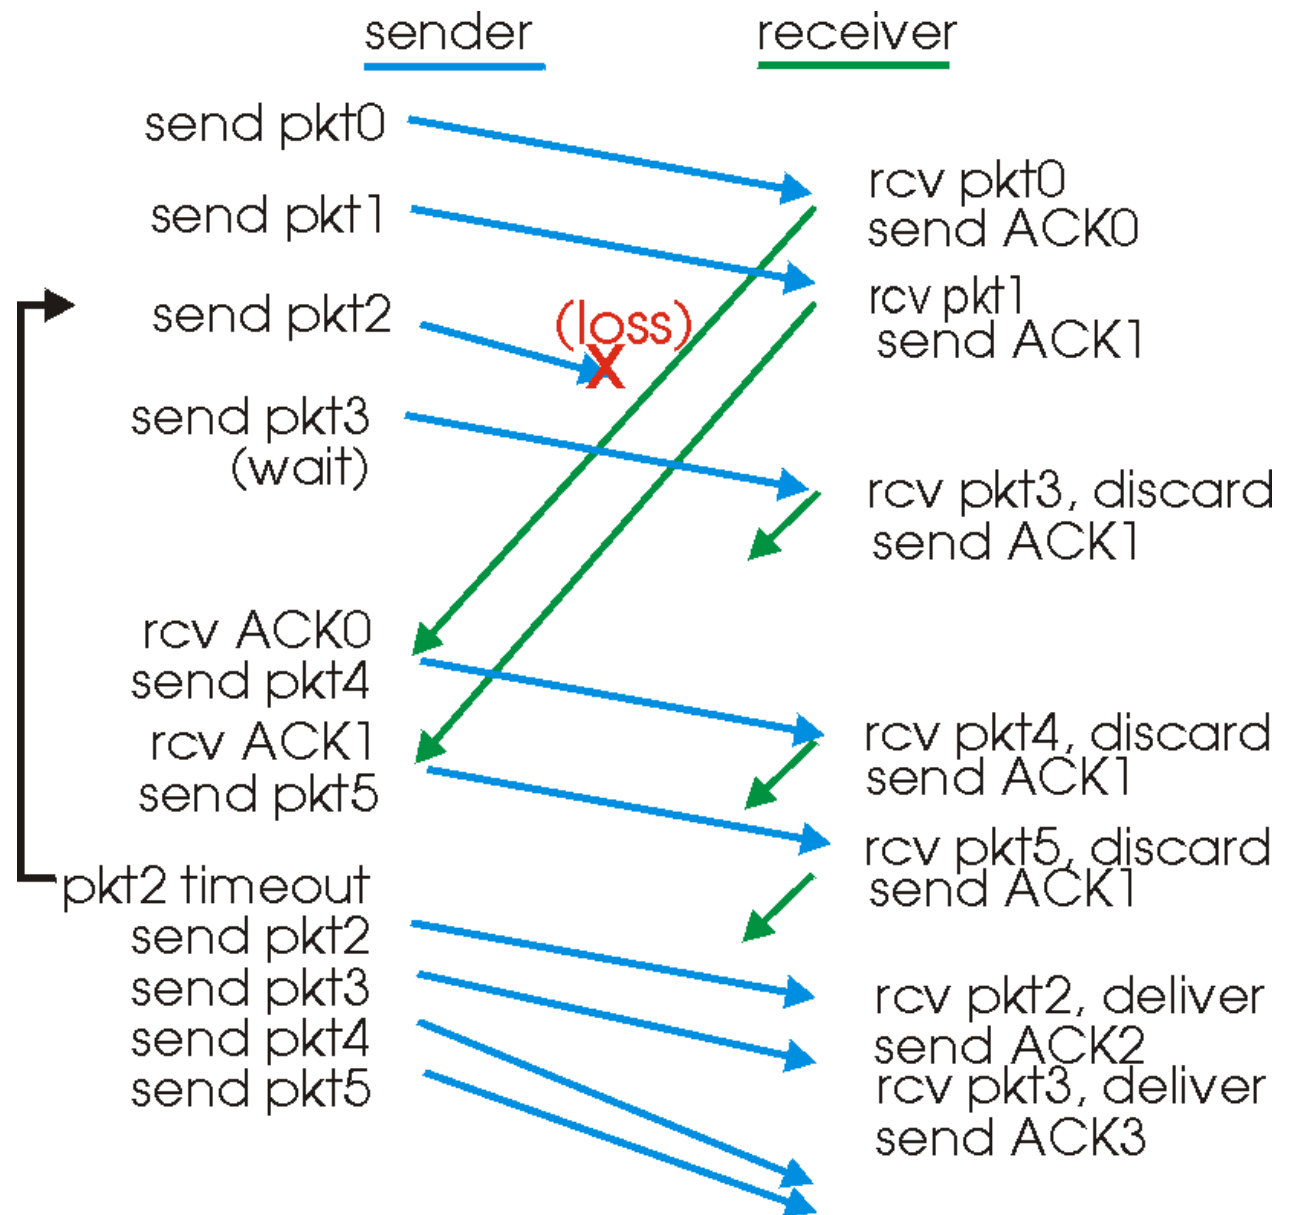 sender
receiver
send pkt0
rcv pkt0
send ACK0
send pkt1
rcv pkt1
send ACK1
send pkt2
(loss)
X
send pkt3
(wait)
rcv pkt3, discard
send ACK1
rcv ACK0
send pkt4
rcv ACK1
send pkt5
rcv pkt4, discard
send ACK1
rcv pkt5, discard
send ACK1
pkt2 timeout
send pkt2
send pkt3
send pkt4
send pkt5
rcv pkt2, deliver
send ACK2
rcv pkt3, deliver
send ACK3